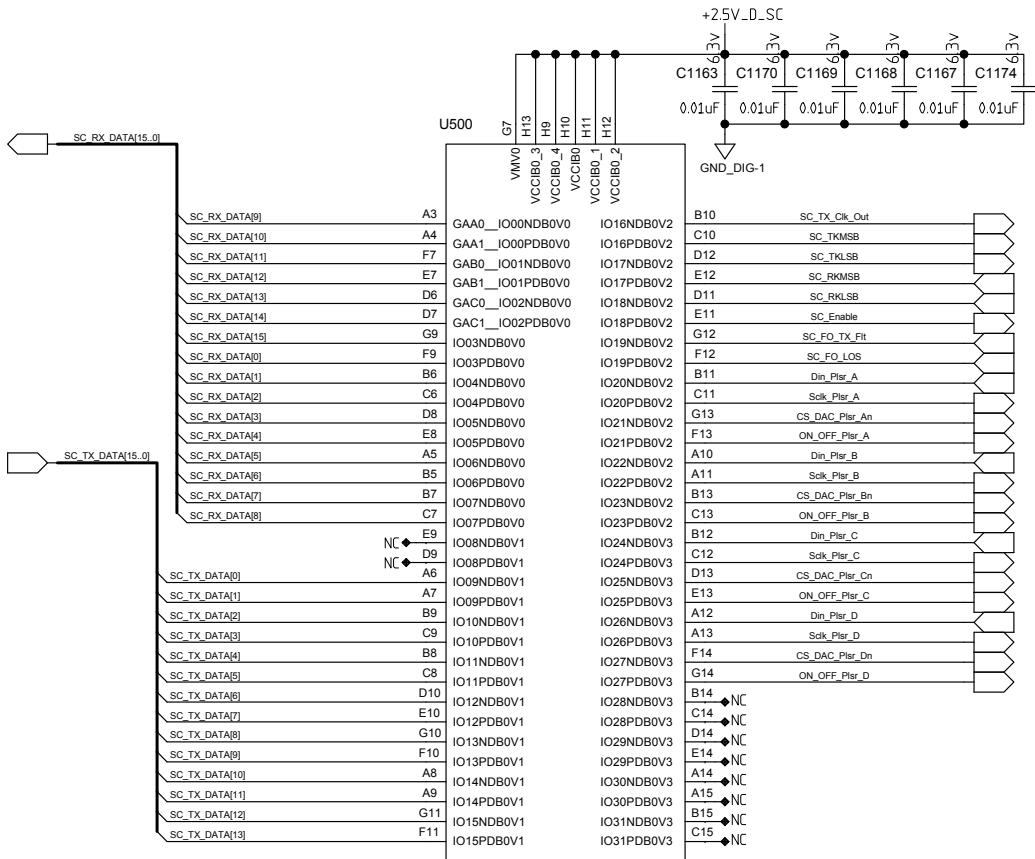 +2.5V_D_SC
6.3v 6.3v 6.3v 6.3v 6.3v 6.3v
C1163 C1170 C1169 C1168 C1167 C1174
0.01uF 0.01uF 0.01uF 0.01uF 0.01uF 0.01uF
GND_DIG-1
U500
G7 H13 H9 H10 H11 H12
VMV0 VCCIB0_3 VCCIB0_4 VCCIB0 VCCIB0_1 VCCIB0_2
SC_RX_DATA[15..0]
SC_RX_DATA[9] A3 GAA0__IO00NDB0V0 IO16NDB0V2 B10 SC_TX_Clk_Out
SC_RX_DATA[10] A4 GAA1__IO00PDB0V0 IO16PDB0V2 C10 SC_TKMSB
SC_RX_DATA[11] F7 GAB0__IO01NDB0V0 IO17NDB0V2 D12 SC_TKLSB
SC_RX_DATA[12] E7 GAB1__IO01PDB0V0 IO17PDB0V2 E12 SC_RKMSB
SC_RX_DATA[13] D6 GAC0__IO02NDB0V0 IO18NDB0V2 D11 SC_RKLSB
SC_RX_DATA[14] D7 GAC1__IO02PDB0V0 IO18PDB0V2 E11 SC_Enable
SC_RX_DATA[15] G9 IO03NDB0V0 IO19NDB0V2 G12 SC_FO_TX_Flt
SC_RX_DATA[0] F9 IO03PDB0V0 IO19PDB0V2 F12 SC_FO_LOS
SC_RX_DATA[1] B6 IO04NDB0V0 IO20NDB0V2 B11 Din_Plsr_A
SC_RX_DATA[2] C6 IO04PDB0V0 IO20PDB0V2 C11 Sclk_Plsr_A
SC_RX_DATA[3] D8 IO05NDB0V0 IO21NDB0V2 G13 CS_DAC_Plsr_An
SC_RX_DATA[4] E8 IO05PDB0V0 IO21PDB0V2 F13 ON_OFF_Plsr_A
SC_RX_DATA[5] A5 IO06NDB0V0 IO22NDB0V2 A10 Din_Plsr_B
SC_RX_DATA[6] B5 IO06PDB0V0 IO22PDB0V2 A11 Sclk_Plsr_B
SC_RX_DATA[7] B7 IO07NDB0V0 IO23NDB0V2 B13 CS_DAC_Plsr_Bn
SC_RX_DATA[8] C7 IO07PDB0V0 IO23PDB0V2 C13 ON_OFF_Plsr_B
NC E9 IO08NDB0V1 IO24NDB0V3 B12 Din_Plsr_C
NC D9 IO08PDB0V1 IO24PDB0V3 C12 Sclk_Plsr_C
SC_TX_DATA[15..0]
SC_TX_DATA[0] A6 IO09NDB0V1 IO25NDB0V3 D13 CS_DAC_Plsr_Cn
SC_TX_DATA[1] A7 IO09PDB0V1 IO25PDB0V3 E13 ON_OFF_Plsr_C
SC_TX_DATA[2] B9 IO10NDB0V1 IO26NDB0V3 A12 Din_Plsr_D
SC_TX_DATA[3] C9 IO10PDB0V1 IO26PDB0V3 A13 Sclk_Plsr_D
SC_TX_DATA[4] B8 IO11NDB0V1 IO27NDB0V3 F14 CS_DAC_Plsr_Dn
SC_TX_DATA[5] C8 IO11PDB0V1 IO27PDB0V3 G14 ON_OFF_Plsr_D
SC_TX_DATA[6] D10 IO12NDB0V1 IO28NDB0V3 B14 NC
SC_TX_DATA[7] E10 IO12PDB0V1 IO28PDB0V3 C14 NC
SC_TX_DATA[8] G10 IO13NDB0V1 IO29NDB0V3 D14 NC
SC_TX_DATA[9] F10 IO13PDB0V1 IO29PDB0V3 E14 NC
SC_TX_DATA[10] A8 IO14NDB0V1 IO30NDB0V3 A14 NC
SC_TX_DATA[11] A9 IO14PDB0V1 IO30PDB0V3 A15 NC
SC_TX_DATA[12] G11 IO15NDB0V1 IO31NDB0V3 B15 NC
SC_TX_DATA[13] F11 IO15PDB0V1 IO31PDB0V3 C15 NC